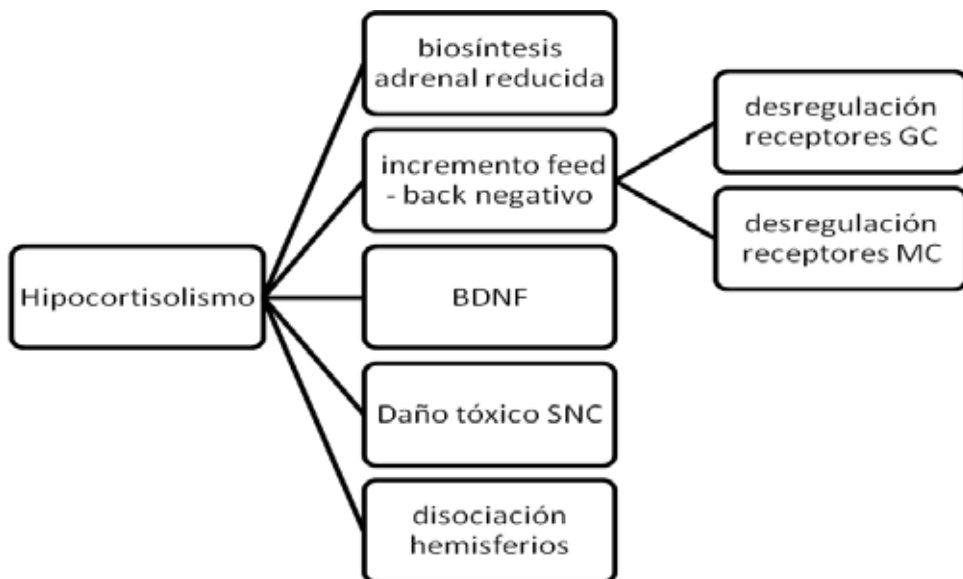 Hipocortisolismo
biosíntesis
adrenal reducida
incremento feed
- back negativo
BDNF
Daño tóxico SNC
disociación
hemisferios
desregulación
receptores GC
desregulación
receptores MC